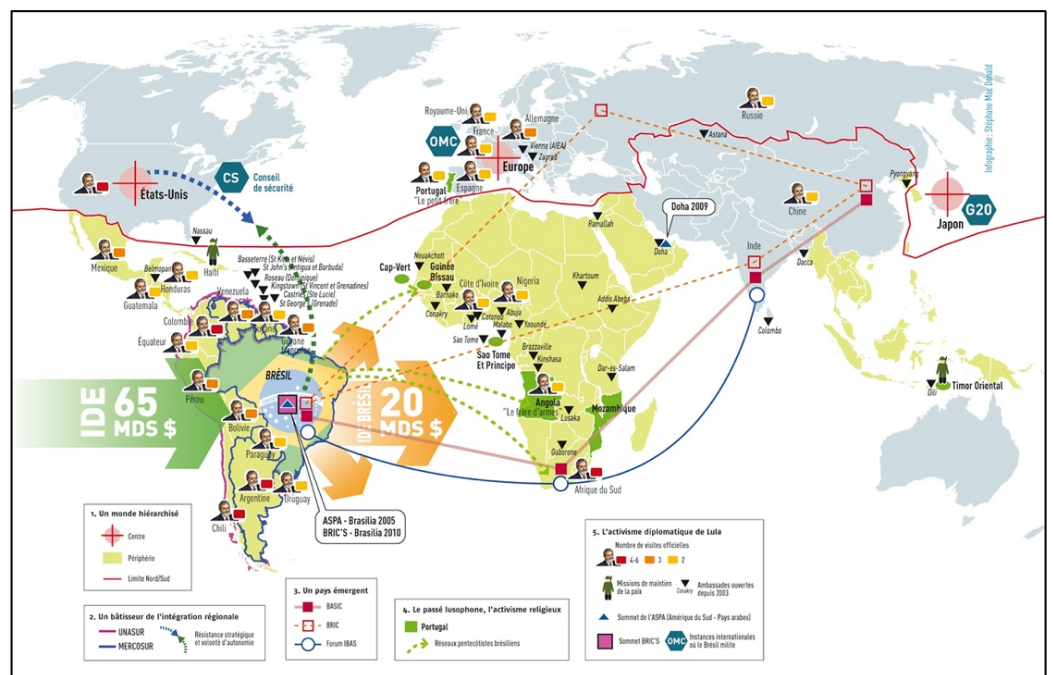 Infographie : Stéphane Mac Donald
Royaume-Uni
Allemagne
France
OMC
Vienne (AIEA)
Zagreb
Europe
Espagne
Portugal
"Le petit frère"
Russie
Astana
Pyongyang
Chine
Japon
G20
États-Unis
CS
Conseil
de sécurité
Doha 2009
Ramallah
Doha
Inde
Dacca
Colombo
Nassau
Mexique
Belmopan
Haïti
Honduras
Guatemala
Basseterre (St Kitts et Névis)
St John's (Antigua et Barbuda)
Roseau (Dominique)
Kingstown (St Vincent et Grenadines)
Castries (Ste Lucie)
St George's (Grenade)
Venezuela
Colombie
Guyana
Guyane
Équateur
Pérou
BRÉSIL
Bolivie
Paraguay
Argentine
Uruguay
Chili
IDE 65
MDS $
IDE BRÉSIL
20
MDS $
Cap-Vert
Nouakchott
Guinée
Bissau
Bamako
Conakry
Côte d'Ivoire
Nigeria
Cotonou
Lomé
Abuja
Malabo
Yaounde
Sao Tome
Sao Tome
Et Principe
Khartoum
Addis Abeba
Brazzaville
Kinshasa
Dar-es-Salam
Angola
"Le frère d'armes"
Lusaka
Mozambique
Gaborone
Afrique du Sud
Timor Oriental
Dili
ASPA - Brasilia 2005
BRIC'S - Brasilia 2010
1. Un monde hiérarchisé
Centre
Périphérie
Limite Nord/Sud
2. Un bâtisseur de l'intégration régionale
UNASUR
MERCOSUR
Résistance stratégique
et volonté d'autonomie
3. Un pays émergent
BASIC
BRIC
Forum IBAS
4. Le passé lusophone, l'activisme religieux
Portugal
Réseaux pentecôtistes brésiliens
5. L'activisme diplomatique de Lula
Nombre de visites officielles
4-6
3
2
Missions de maintien
de la paix
Conakry
Ambassades ouvertes
depuis 2003
Sommet de l'ASPA (Amérique du Sud - Pays arabes)
Sommet BRIC'S
OMC
Instances internationales
où le Brésil milite